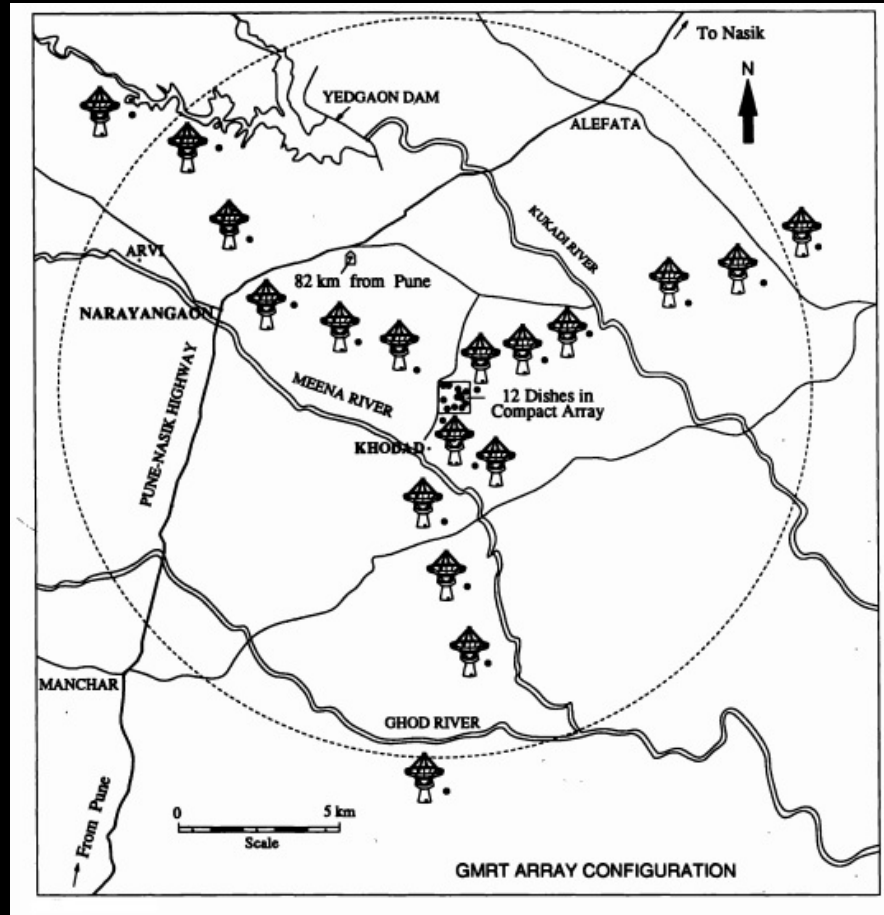 To Nasik
N
YEDGAON DAM
ALEFATA
KUKADI RIVER
ARVI
82 km from Pune
NARAYANGAON
MEENA RIVER
12 Dishes in
Compact Array
PUNE-NASIK HIGHWAY
KHODAD
MANCHAR
GHOD RIVER
From Pune
0 5 km
Scale
GMRT ARRAY CONFIGURATION